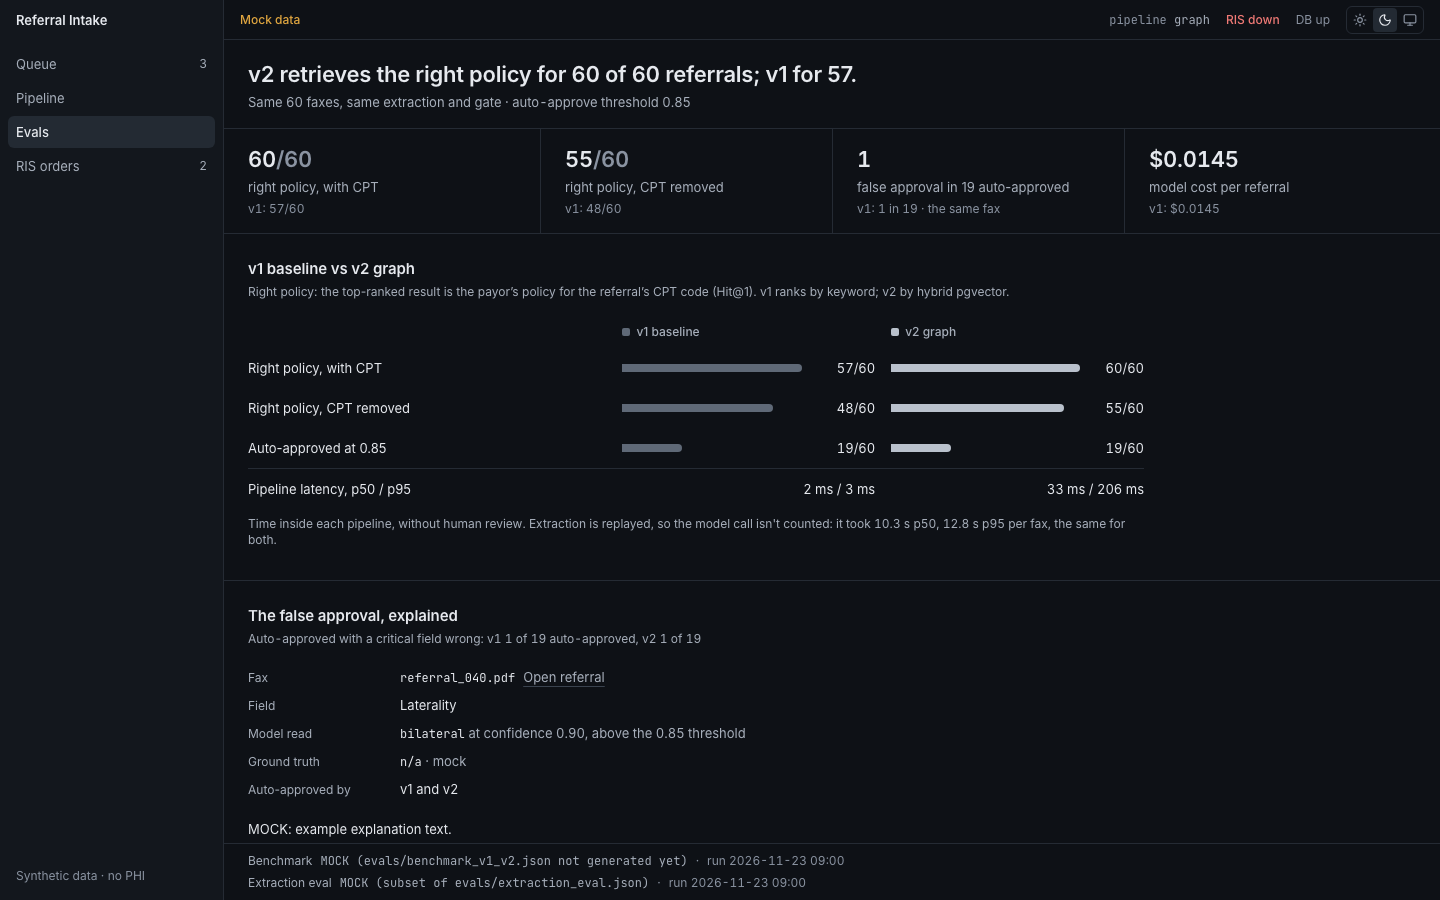 Referral Intake
Queue 3
Pipeline
Evals
RIS orders 2
Synthetic data · no PHI
Mock data
pipeline graph RIS down DB up
v2 retrieves the right policy for 60 of 60 referrals; v1 for 57.
Same 60 faxes, same extraction and gate · auto-approve threshold 0.85
60/60
right policy, with CPT
v1: 57/60
55/60
right policy, CPT removed
v1: 48/60
1
false approval in 19 auto-approved
v1: 1 in 19 · the same fax
$0.0145
model cost per referral
v1: $0.0145
v1 baseline vs v2 graph
Right policy: the top-ranked result is the payor’s policy for the referral’s CPT code (Hit@1). v1 ranks by keyword; v2 by hybrid pgvector.
v1 baseline v2 graph
Right policy, with CPT 57/60 60/60
Right policy, CPT removed 48/60 55/60
Auto-approved at 0.85 19/60 19/60
Pipeline latency, p50 / p95 2 ms / 3 ms 33 ms / 206 ms
Time inside each pipeline, without human review. Extraction is replayed, so the model call isn't counted: it took 10.3 s p50, 12.8 s p95 per fax, the same for
both.
The false approval, explained
Auto-approved with a critical field wrong: v1 1 of 19 auto-approved, v2 1 of 19
Fax referral_040.pdf Open referral
Field Laterality
Model read bilateral at confidence 0.90, above the 0.85 threshold
Ground truth n/a · mock
Auto-approved by v1 and v2
MOCK: example explanation text.
Benchmark MOCK (evals/benchmark_v1_v2.json not generated yet) · run 2026-11-23 09:00
Extraction eval MOCK (subset of evals/extraction_eval.json) · run 2026-11-23 09:00